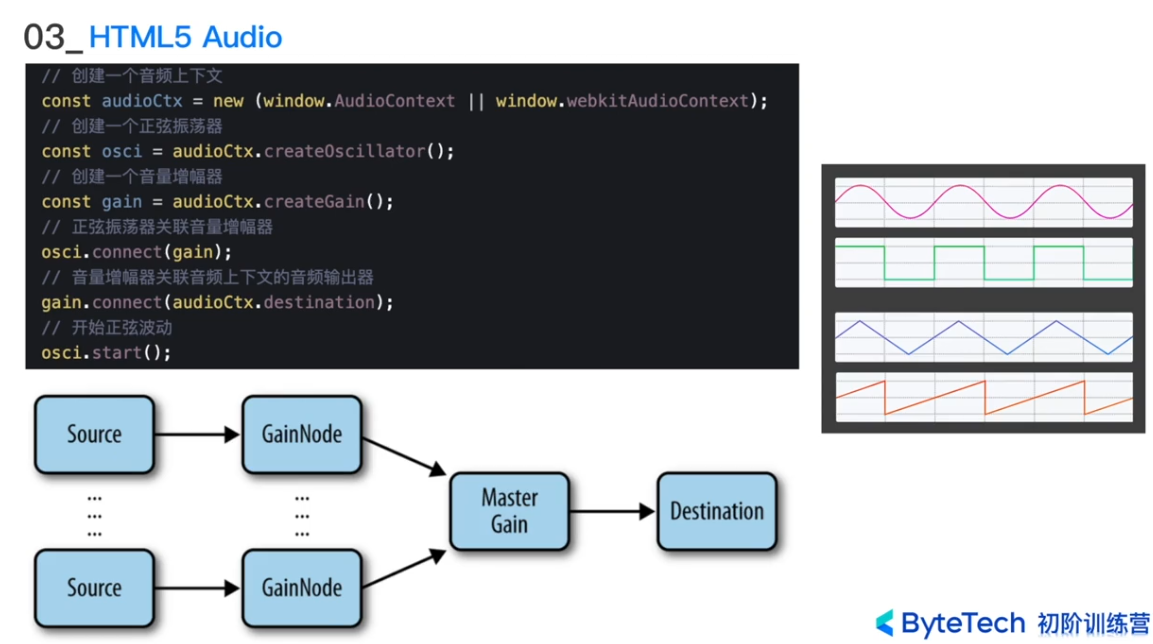 03_ HTML5 Audio
// 创建一个音频上下文
const audioCtx = new (window.AudioContext || window.webkitAudioContext);
// 创建一个正弦振荡器
const osci = audioCtx.createOscillator();
// 创建一个音量增幅器
const gain = audioCtx.createGain();
// 正弦振荡器关联音量增幅器
osci.connect(gain);
// 音量增幅器关联音频上下文的音频输出器
gain.connect(audioCtx.destination);
// 开始正弦波动
osci.start();
Source
GainNode
...
...
...
...
...
...
Master
Gain
Destination
Source
GainNode
ByteTech 初阶训练营